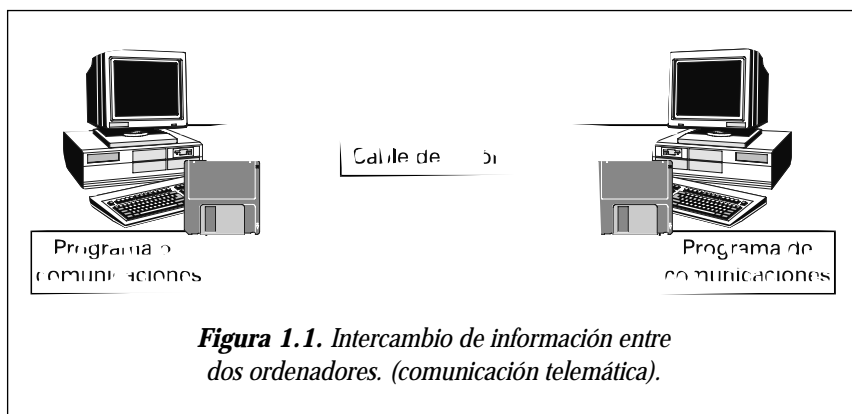 Cable de
Programa
comunicaciones
Programa de
comunicaciones
Figura 1.1. Intercambio de información entre
dos ordenadores. (comunicación telemática).